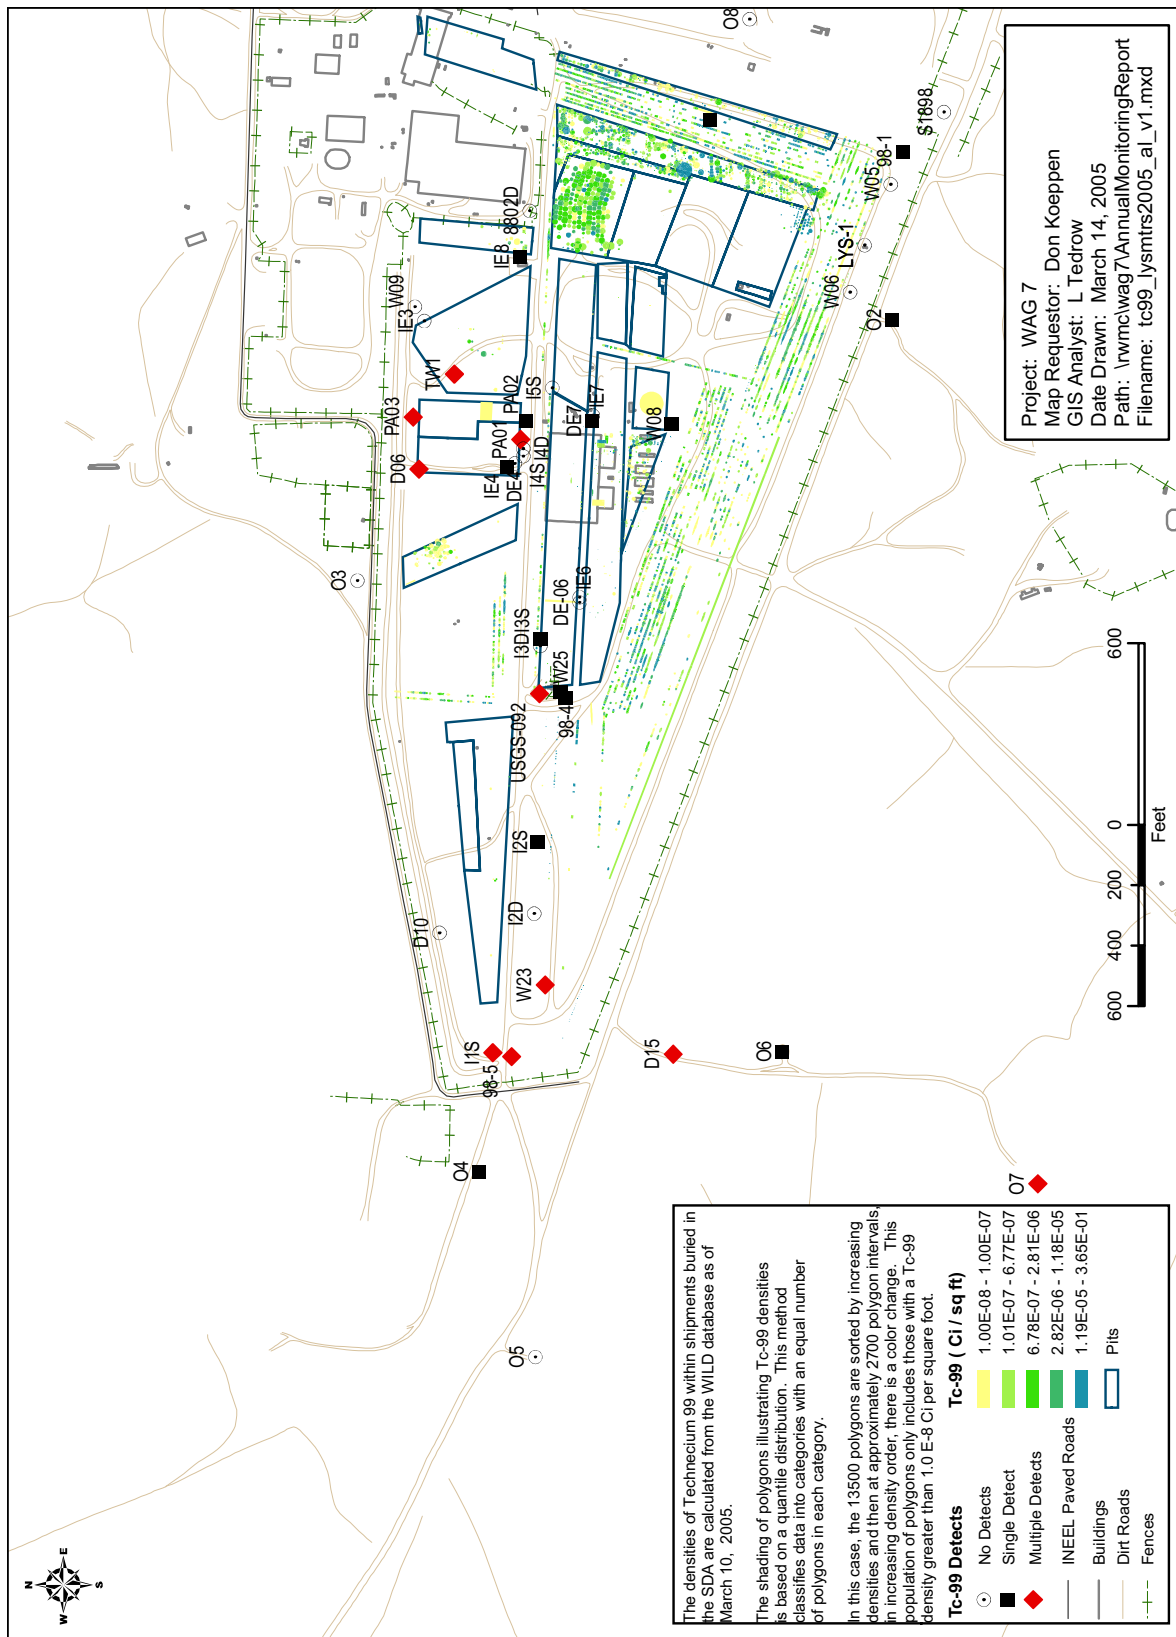 N
W
E
S
O8
S1898
98-1
W05
LYS-1
W06
O2
8802D
IE8
W09
IE3
TW1
PA03
D06
PA02
I5S
PA01
IE4
DE4
I4D
I4S
DE7
IE7
W08
O3
DE-06
IE6
I3D
I3S
W25
98-4
USGS-092
I2S
I2D
D10
W23
I1S
98-5
D15
O6
O4
O5
O7
Project: WAG 7
Map Requestor: Don Koeppen
GIS Analyst: L Tedrow
Date Drawn: March 14, 2005
Path: \rwmc\wag7\AnnualMonitoringReport
Filename: tc99_lysmtrs2005_al_v1.mxd
600 400 200 0 600
Feet
The densities of Technecium 99 within shipments buried in
the SDA are calculated from the WILD database as of
March 10, 2005.
The shading of polygons illustrating Tc-99 densities
is based on a quantile distribution. This method
classifies data into categories with an equal number
of polygons in each category.
In this case, the 13500 polygons are sorted by increasing
densities and then at approximately 2700 polygon intervals,
in increasing density order, there is a color change. This
population of polygons only includes those with a Tc-99
density greater than 1.0 E-8 Ci per square foot.
Tc-99 Detects
No Detects
Single Detect
Multiple Detects
INEEL Paved Roads
Buildings
Dirt Roads
Fences
Tc-99 ( Ci / sq ft)
1.00E-08 - 1.00E-07
1.01E-07 - 6.77E-07
6.78E-07 - 2.81E-06
2.82E-06 - 1.18E-05
1.19E-05 - 3.65E-01
Pits